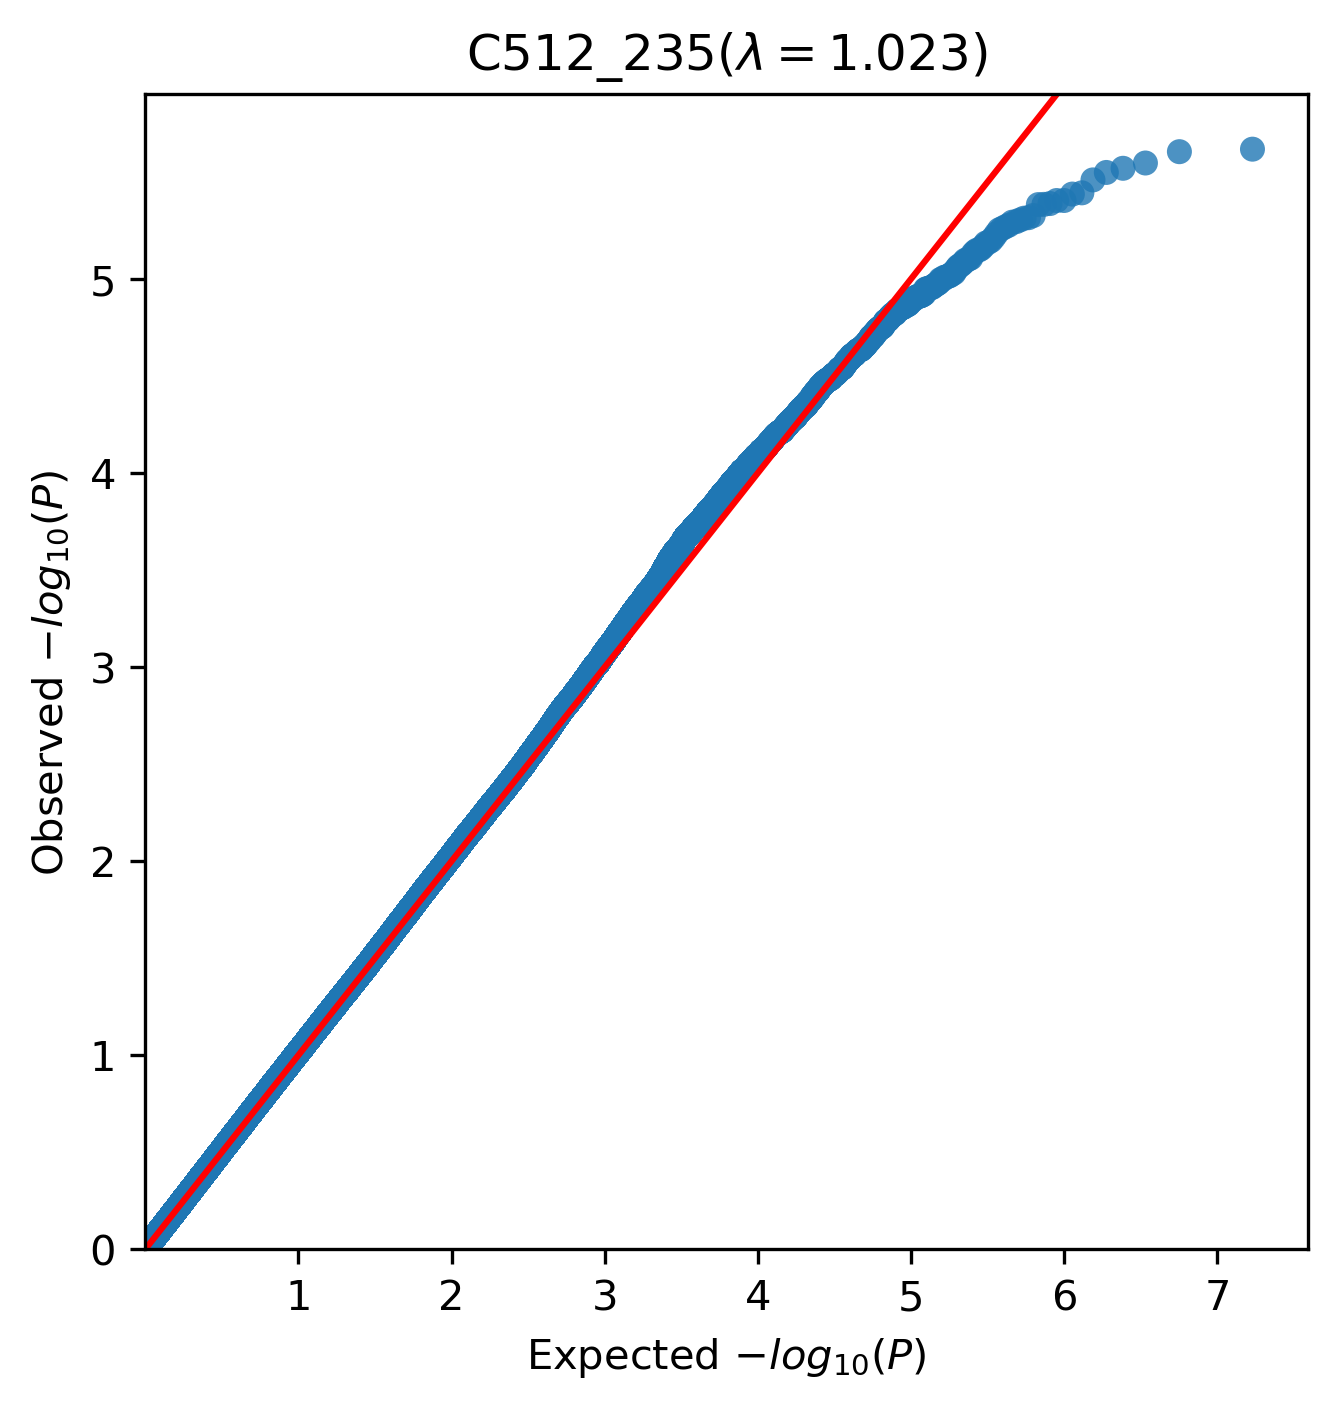 C512_235(λ = 1.023)
Observed −log₁₀(P)
5
4
3
2
1
0
1 2 3 4 5 6 7
Expected −log₁₀(P)